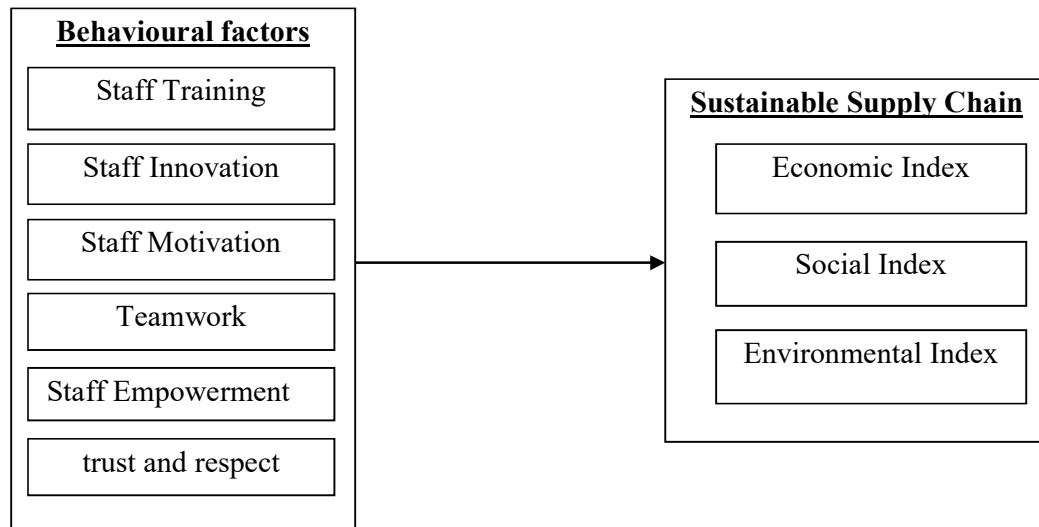 Behavioural factors
Staff Training
Staff Innovation
Staff Motivation
Teamwork
Staff Empowerment
trust and respect
Sustainable Supply Chain
Economic Index
Social Index
Environmental Index